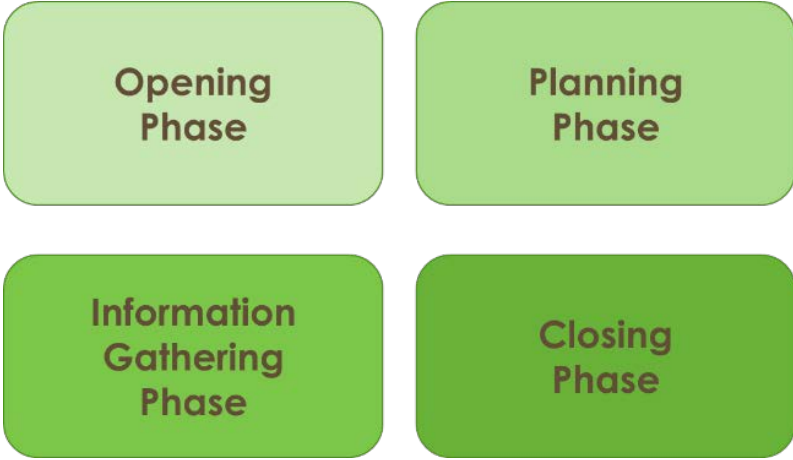 Opening
Phase
Planning
Phase
Information
Gathering
Phase
Closing
Phase